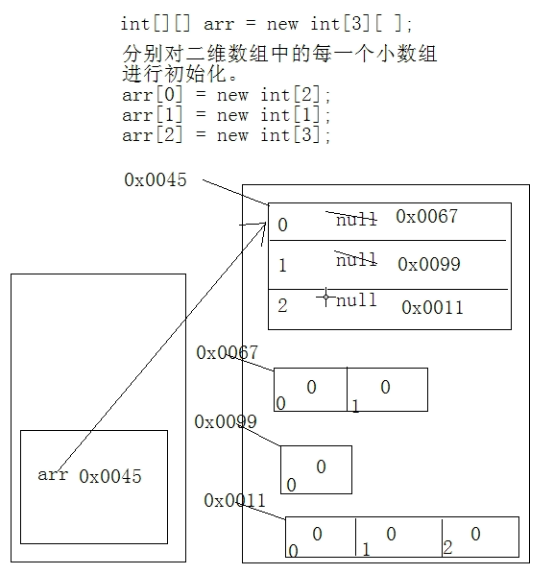 int[][] arr = new int[3][ ];
分别对二维数组中的每一个小数组
进行初始化。
arr[0] = new int[2];
arr[1] = new int[1];
arr[2] = new int[3];
0x0045
0 null 0x0067
1 null 0x0099
2 null 0x0011
0x0067
0 0
0 1
0x0099
0
0
arr 0x0045
0x0011
0 0 0
0 1 2